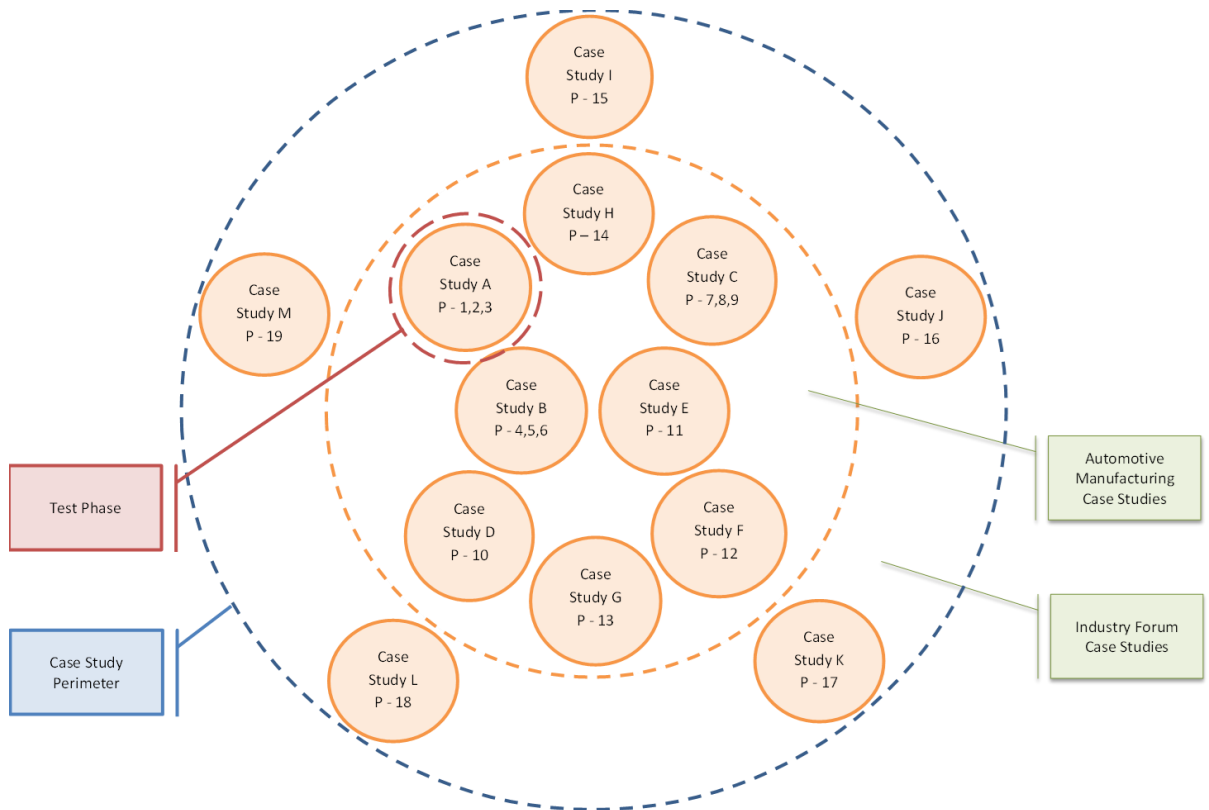 Case
Study I
P - 15
Case
Study H
P – 14
Case
Study A
P - 1,2,3
Case
Study C
P - 7,8,9
Case
Study M
P - 19
Case
Study J
P - 16
Case
Study B
P - 4,5,6
Case
Study E
P - 11
Automotive
Manufacturing
Case Studies
Test Phase
Case
Study D
P - 10
Case
Study F
P - 12
Case
Study G
P - 13
Industry Forum
Case Studies
Case Study
Perimeter
Case
Study L
P - 18
Case
Study K
P - 17